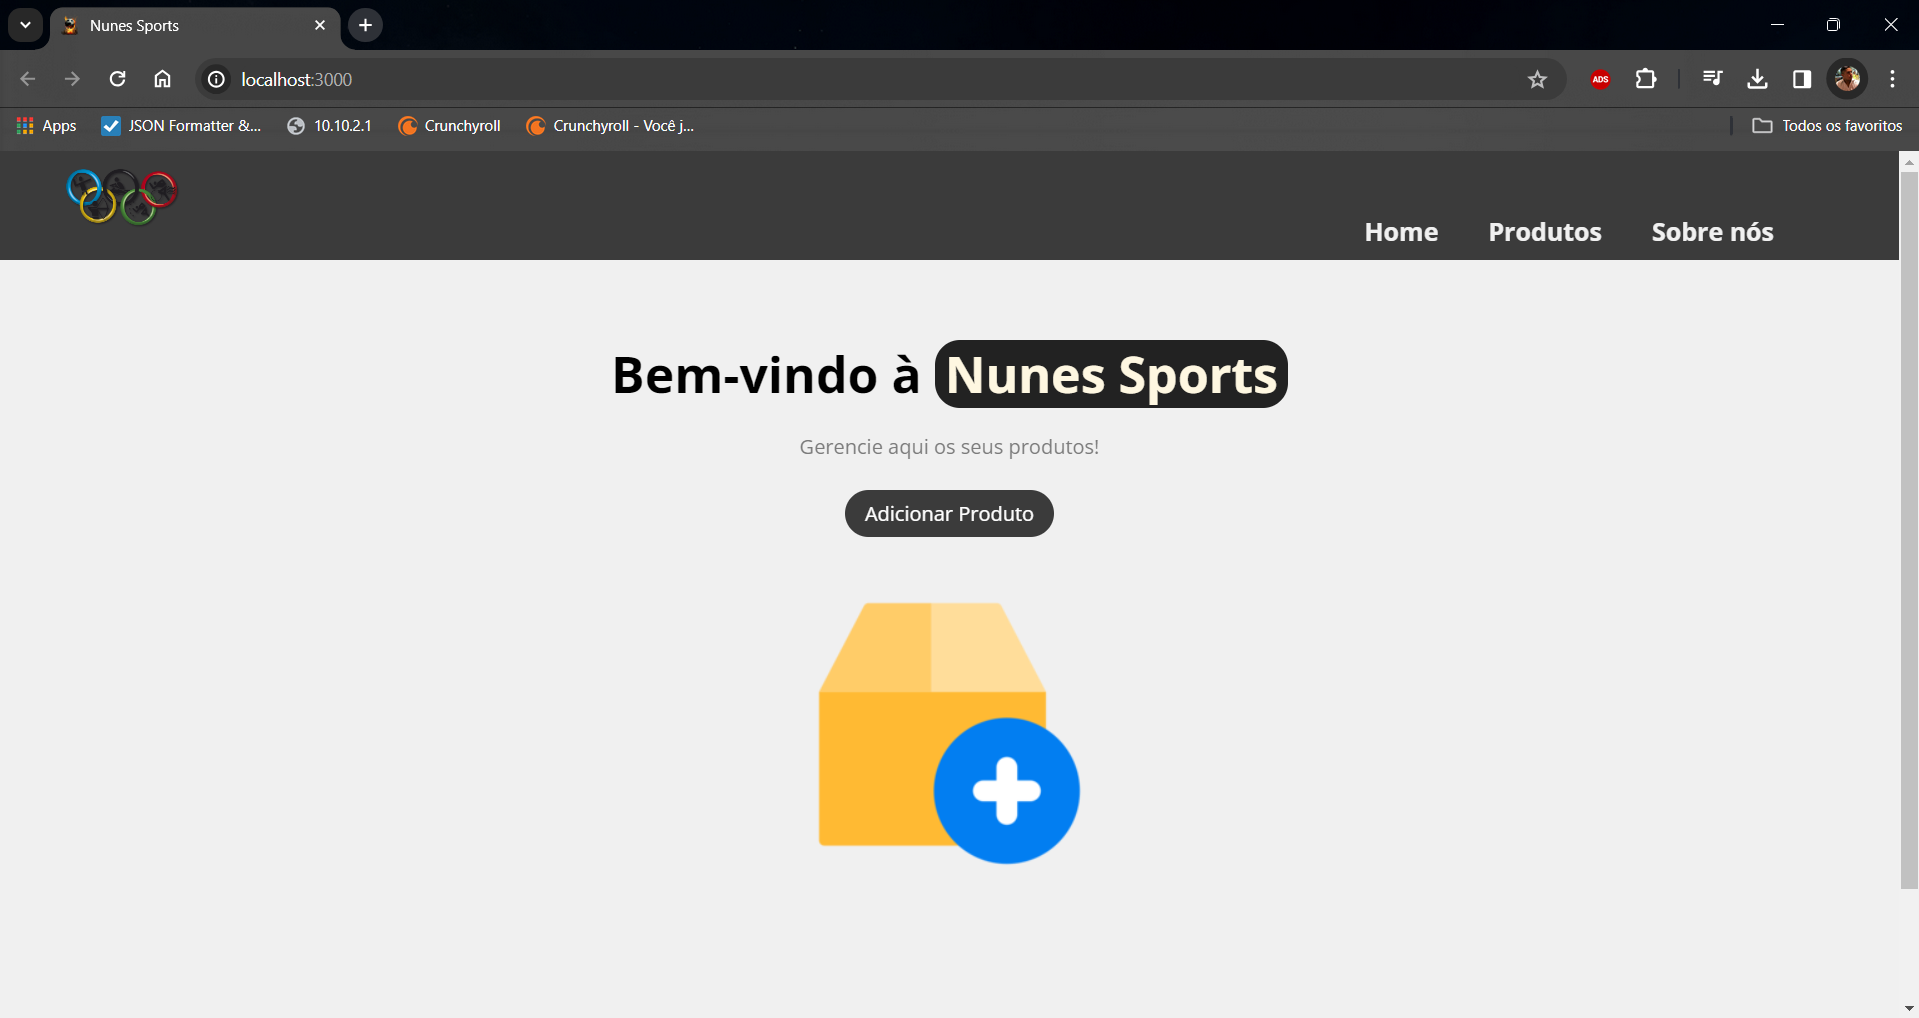 Nunes Sports
localhost:3000
ADS
Apps
JSON Formatter &...
10.10.2.1
Crunchyroll
Crunchyroll - Você j...
Todos os favoritos
Home
Produtos
Sobre nós
Bem-vindo à Nunes Sports
Gerencie aqui os seus produtos!
Adicionar Produto